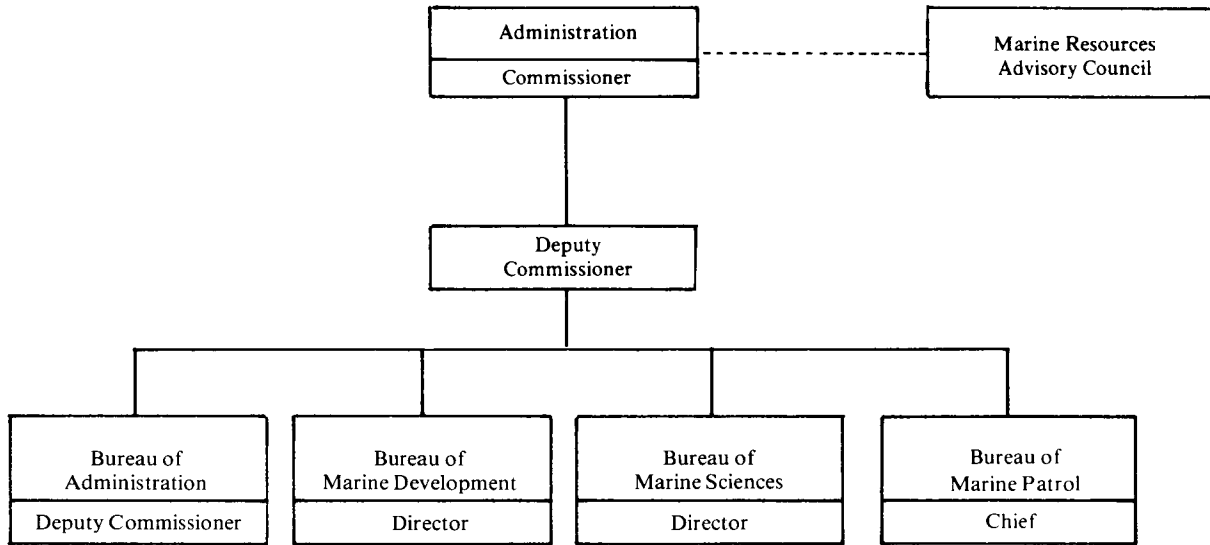 Administration
Commissioner
Marine Resources
Advisory Council
Deputy
Commissioner
Bureau of
Administration
Deputy Commissioner
Bureau of
Marine Development
Director
Bureau of
Marine Sciences
Director
Bureau of
Marine Patrol
Chief